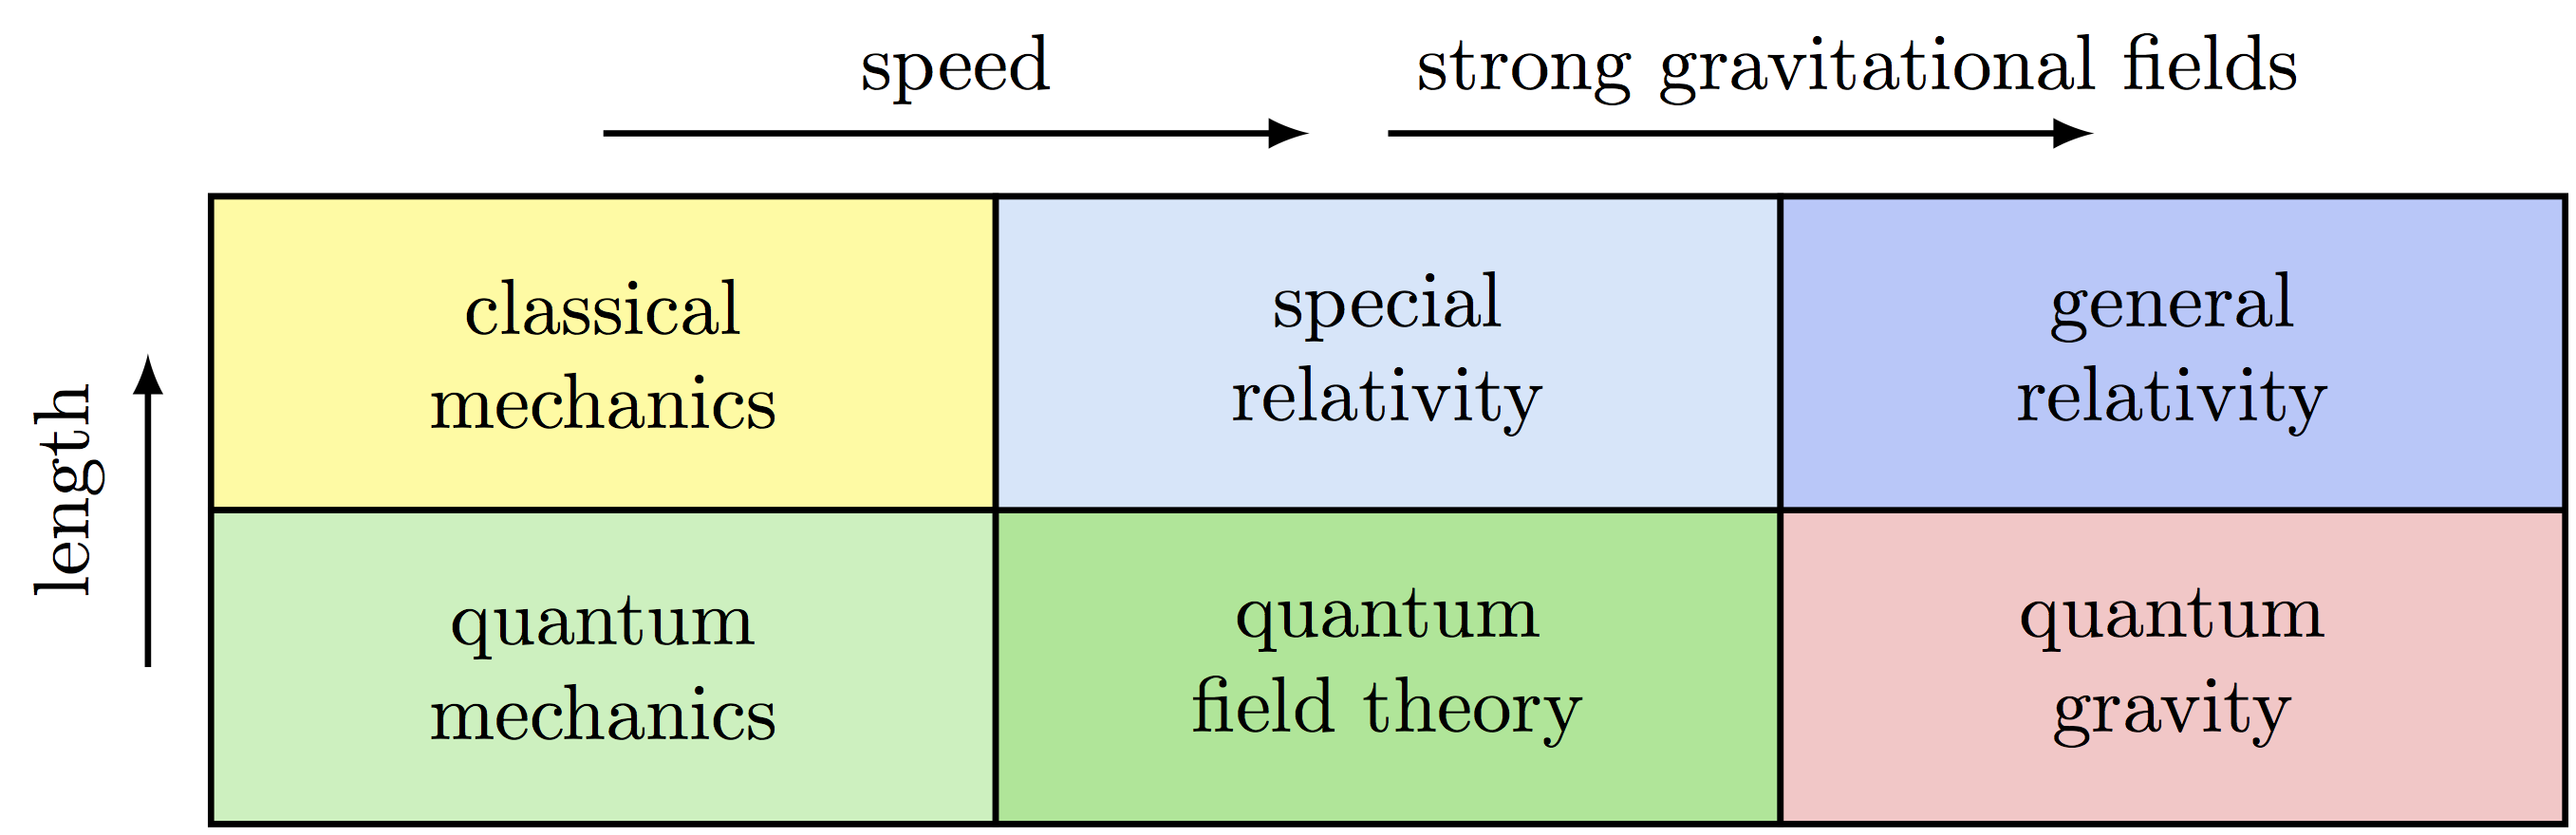 speed
strong gravitational fields
length
classical
mechanics
special
relativity
general
relativity
quantum
mechanics
quantum
field theory
quantum
gravity